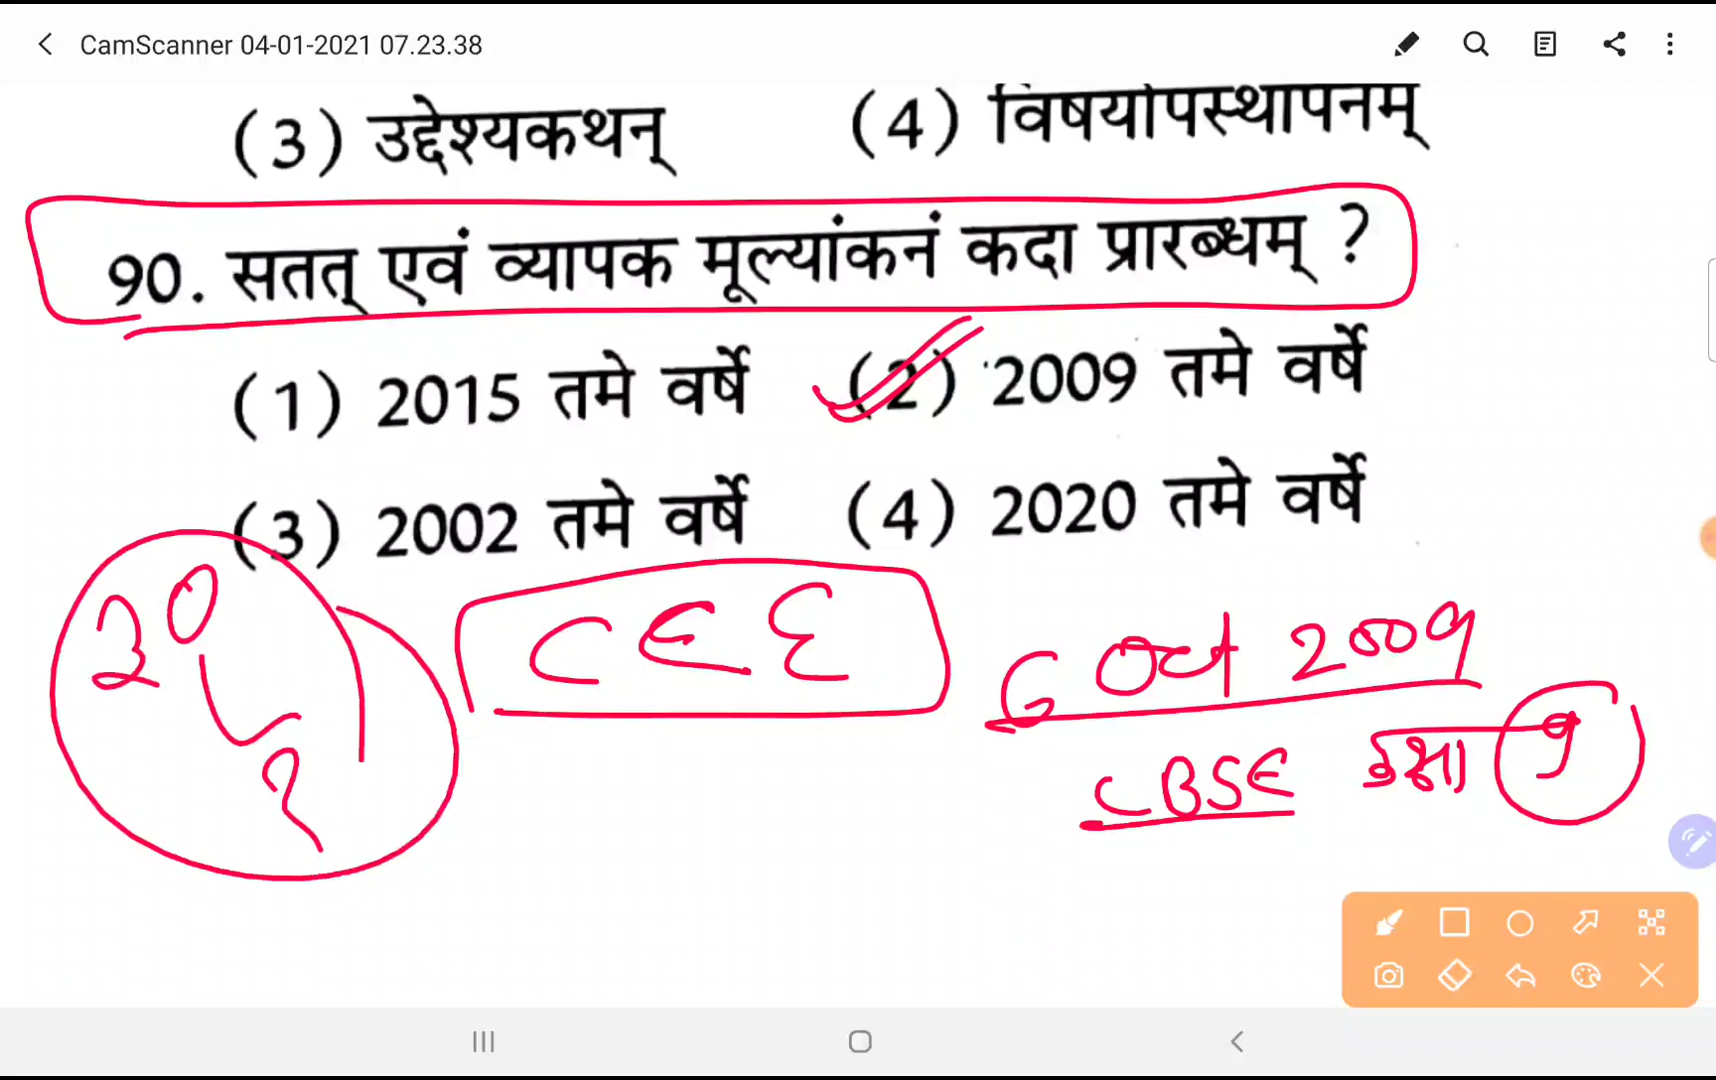 CamScanner 04-01-2021 07.23.38
(3) उद्देश्यकथन् (4) विषयोपस्थापनम्
90. सतत् एवं व्यापक मूल्यांकनं कदा प्रारब्धम् ?
(1) 2015 तमे वर्षे (2) 2009 तमे वर्षे
(3) 2002 तमे वर्षे (4) 2020 तमे वर्षे
20
C E E
6 Oct 2009
CBSE
9